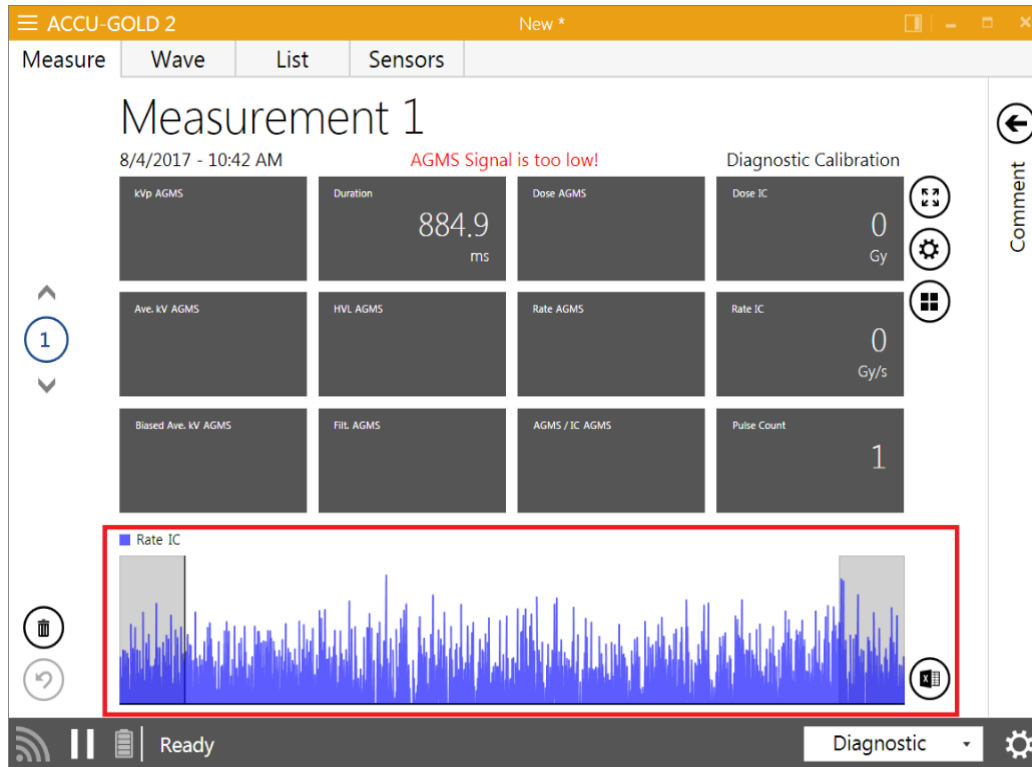 ACCU-GOLD 2
New *
Measure Wave List Sensors
Measurement 1
8/4/2017 - 10:42 AM AGMS Signal is too low! Diagnostic Calibration
Comment
kVp AGMS
Duration
884.9
ms
Dose AGMS
Dose IC
0
Gy
1
Ave. kV AGMS
HVL AGMS
Rate AGMS
Rate IC
0
Gy/s
Biased Ave. kV AGMS
Filt. AGMS
AGMS / IC AGMS
Pulse Count
1
Rate IC
Ready
Diagnostic